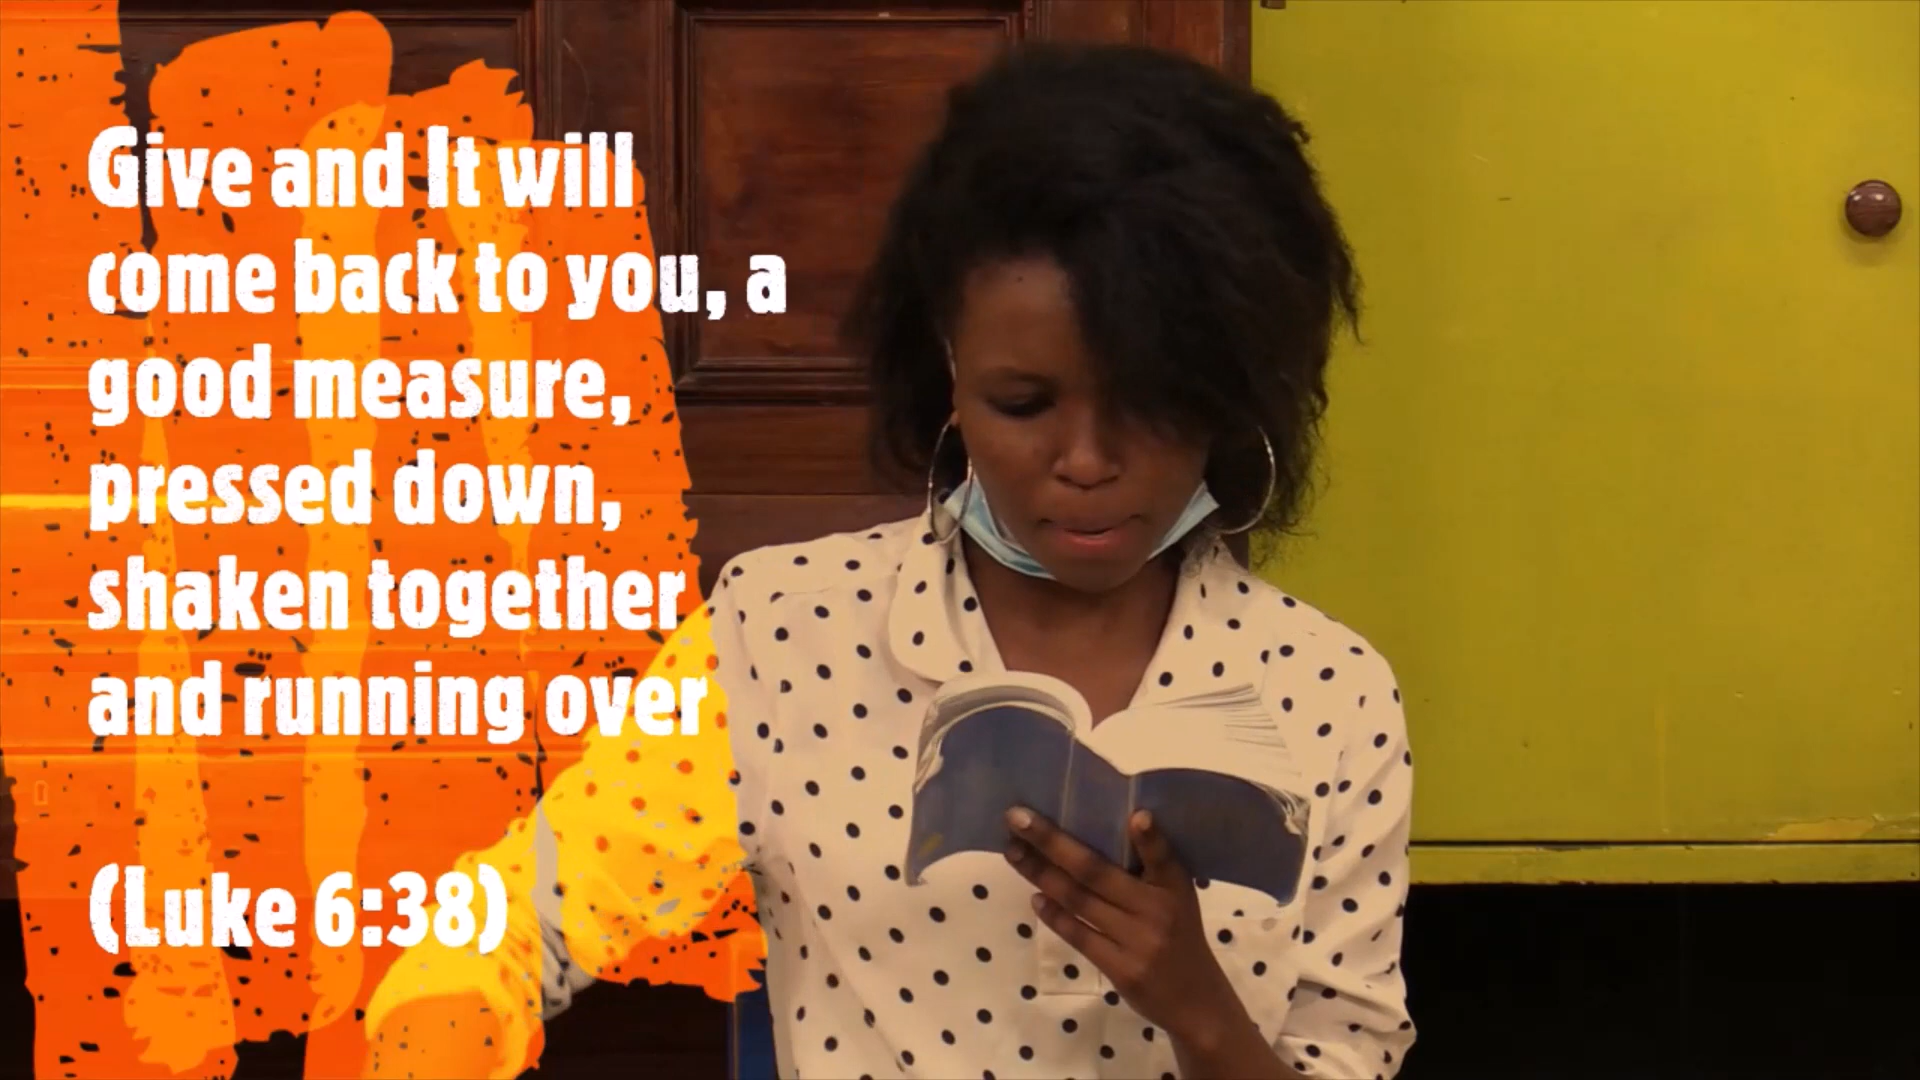 Give and It will
come back to you, a
good measure,
pressed down,
shaken together
and running over
(Luke 6:38)